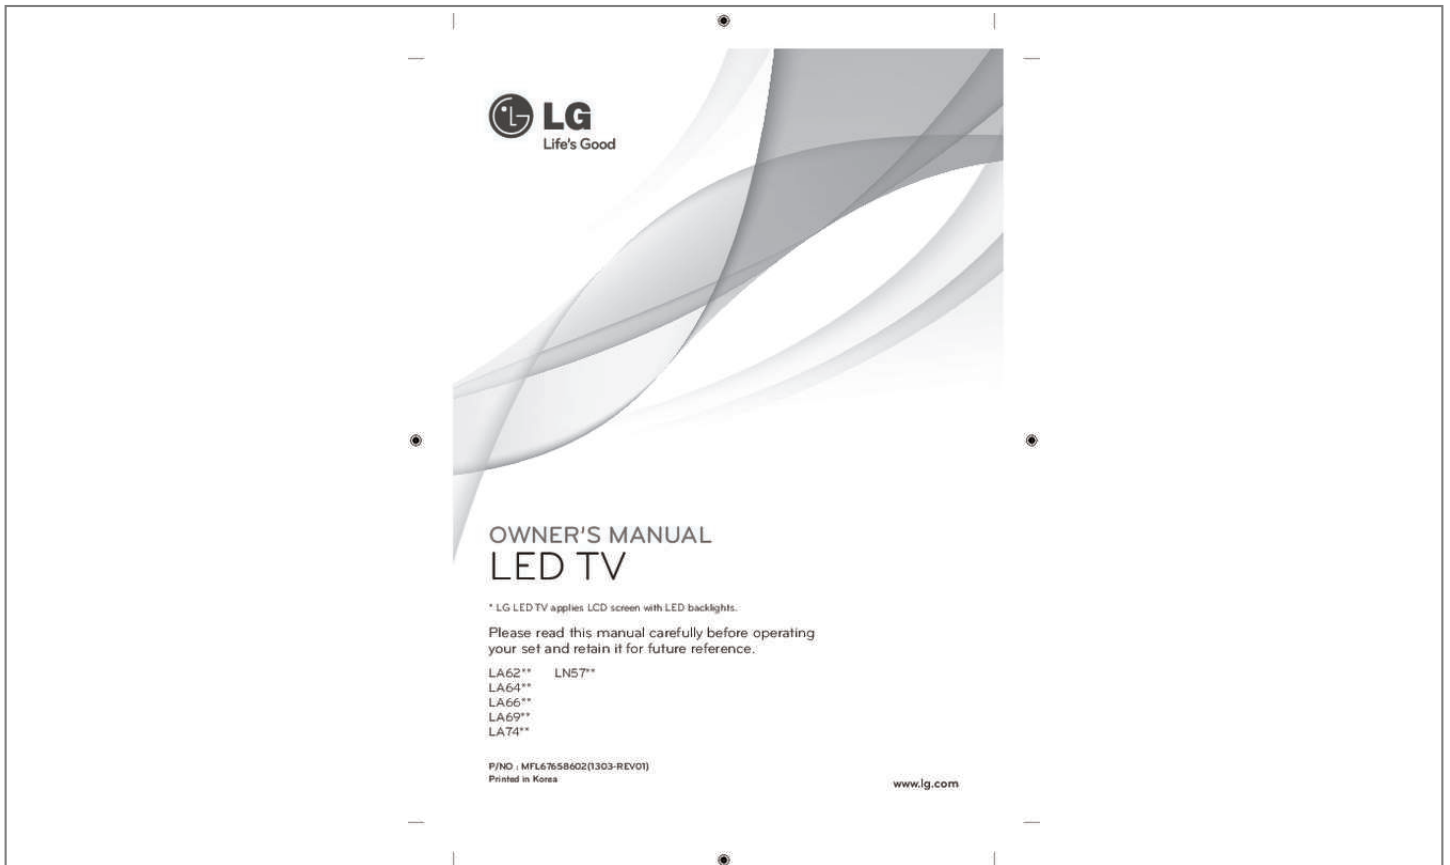 LG
Life's Good
OWNER'S MANUAL
LED TV
* LG LED TV applies LCD screen with LED backlights.
Please read this manual carefully before operating
your set and retain it for future reference.
LA62** LN57**
LA64**
LA66**
LA69**
LA74**
P/NO : MFL67658602(1303-REV01)
Printed in Korea
www.lg.com